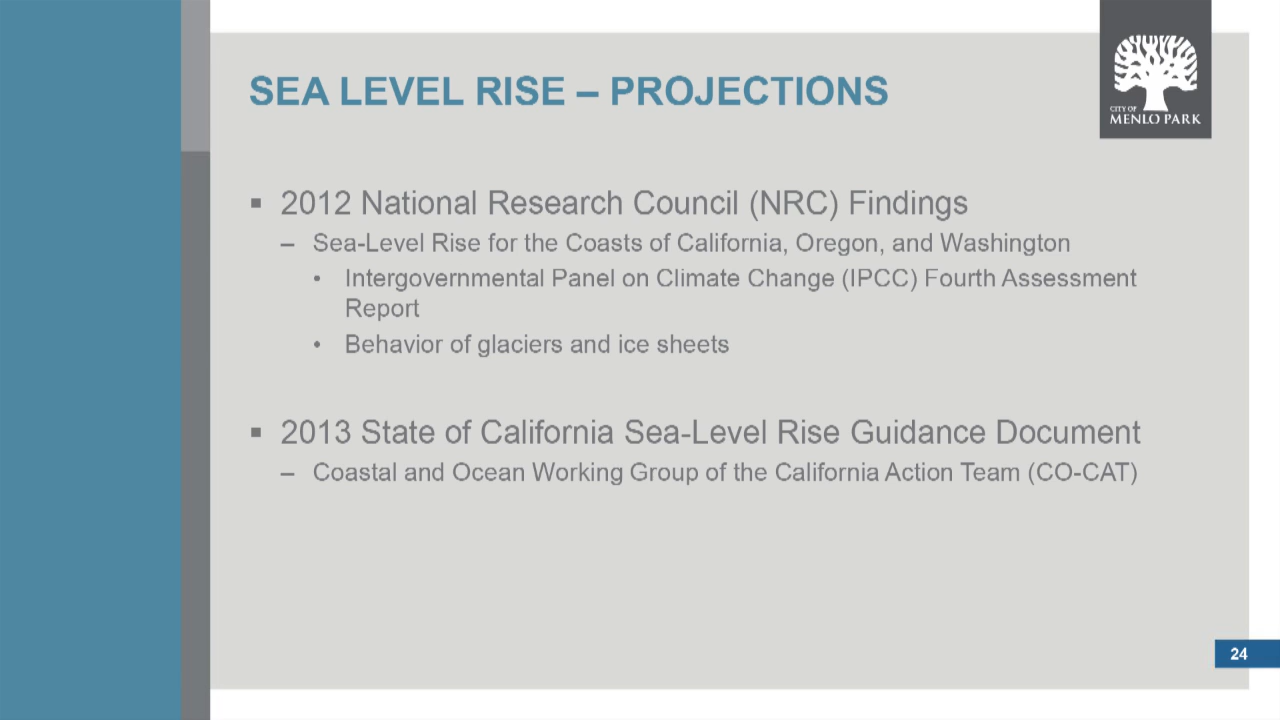 SEA LEVEL RISE – PROJECTIONS
CITY OF
MENLO PARK
▪ 2012 National Research Council (NRC) Findings
– Sea-Level Rise for the Coasts of California, Oregon, and Washington
• Intergovernmental Panel on Climate Change (IPCC) Fourth Assessment
Report
• Behavior of glaciers and ice sheets
▪ 2013 State of California Sea-Level Rise Guidance Document
– Coastal and Ocean Working Group of the California Action Team (CO-CAT)
24